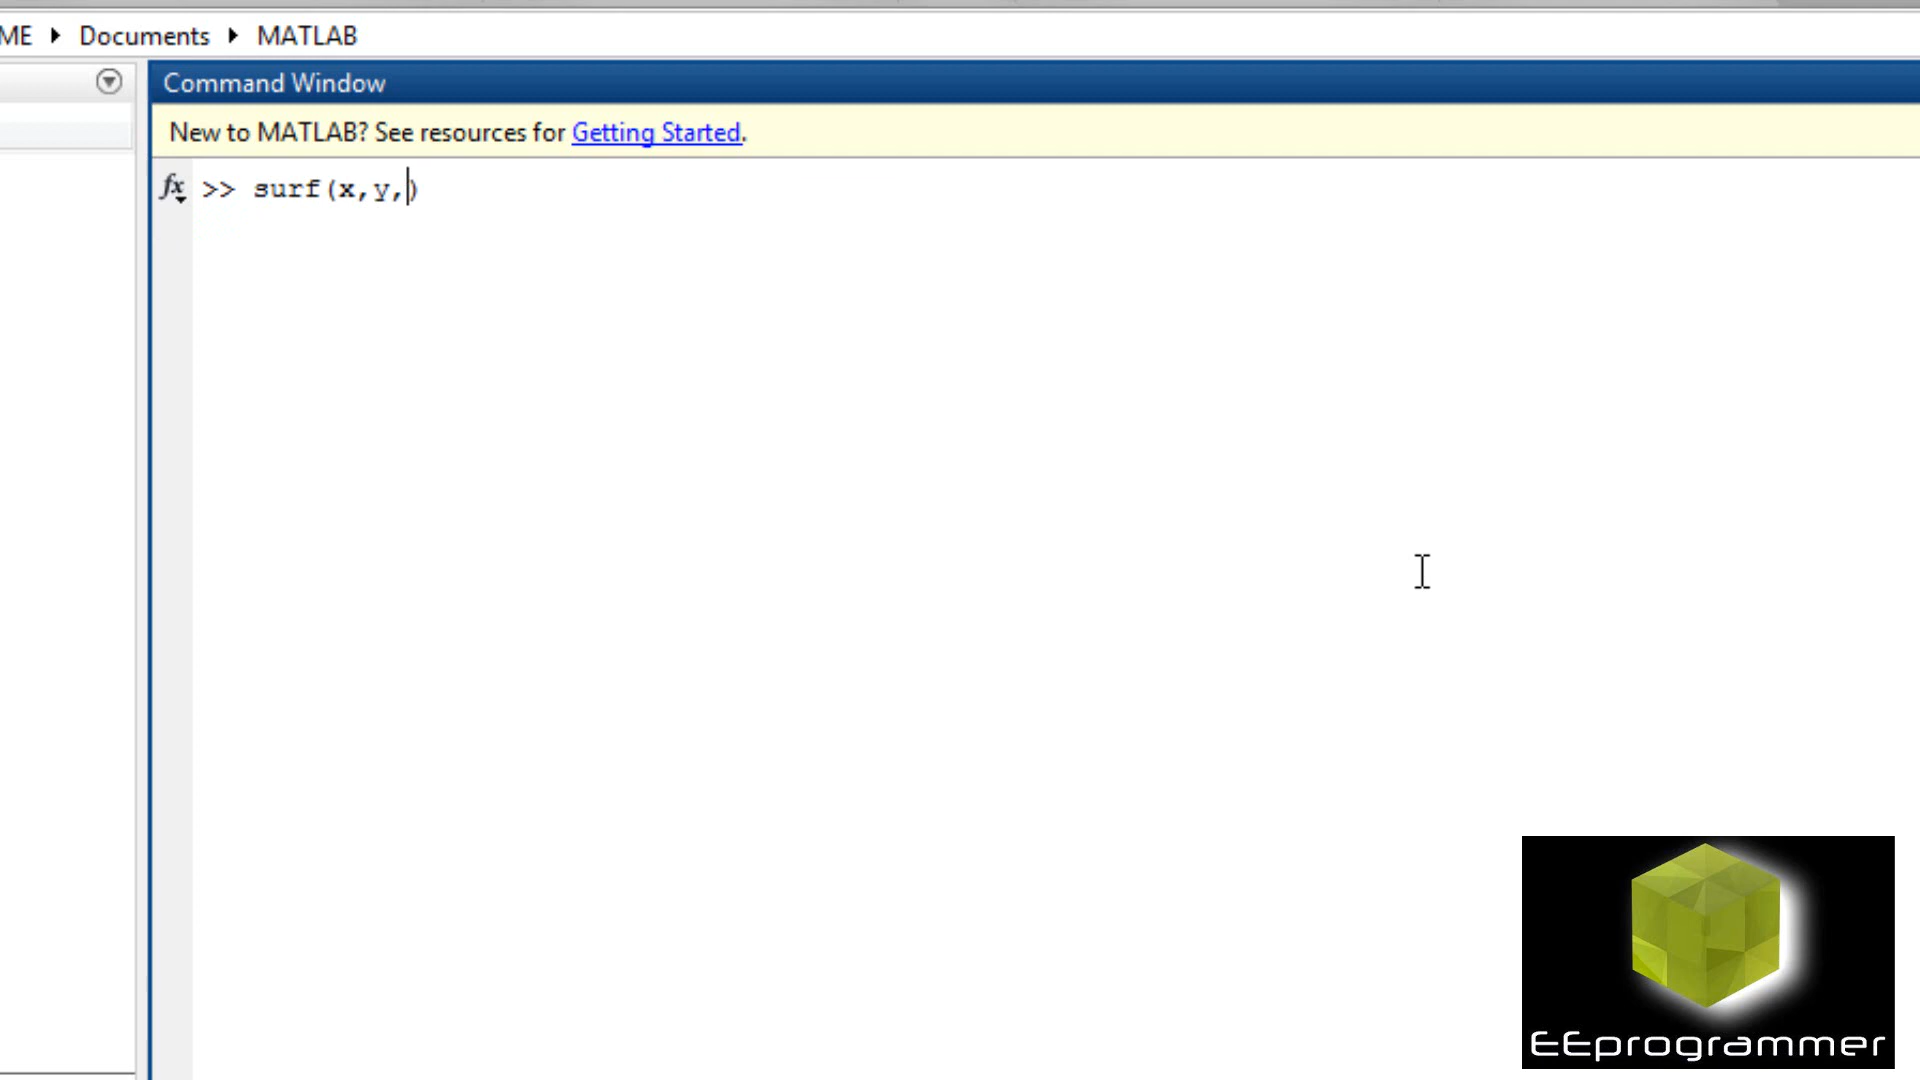 ME ▶ Documents ▶ MATLAB
Command Window
New to MATLAB? See resources for Getting Started.
fx >> surf(x,y,)
EEprogrammer